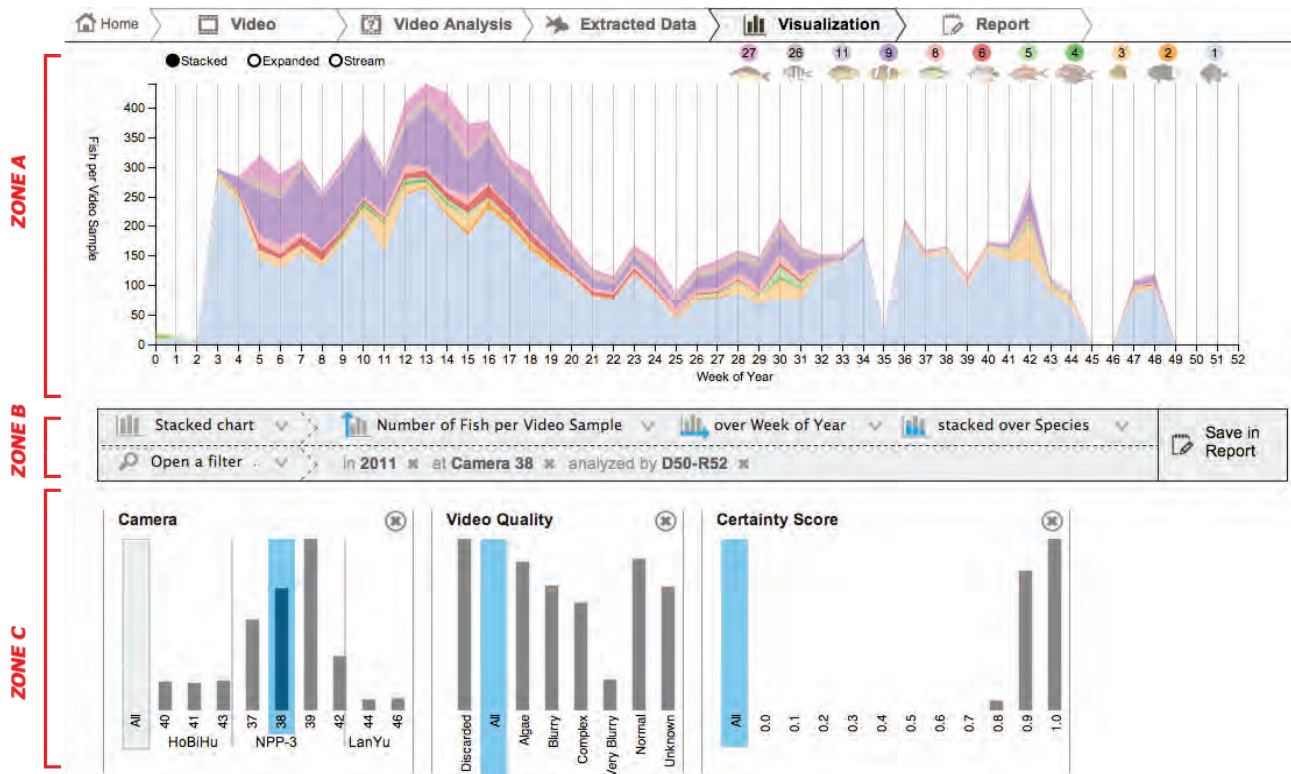 Home Video Video Analysis Extracted Data Visualization Report
ZONE A
Stacked Expanded Stream
27 26 11 9 8 6 5 4 3 2 1
Fish per Video Sample
400
350
300
250
200
150
100
50
0
0 1 2 3 4 5 6 7 8 9 10 11 12 13 14 15 16 17 18 19 20 21 22 23 24 25 26 27 28 29 30 31 32 33 34 35 36 37 38 39 40 41 42 43 44 45 46 47 48 49 50 51 52
Week of Year
ZONE B
Stacked chart Number of Fish per Video Sample over Week of Year stacked over Species
Open a filter . in 2011 at Camera 38 analyzed by D50-R52
Save in
Report
ZONE C
Camera
All 40 41 43 37 38 39 42 44 46
HoBiHu NPP-3 LanYu
Video Quality
Discarded All Algae Blurry Complex Very Blurry Normal Unknown
Certainty Score
All 0.0 0.1 0.2 0.3 0.4 0.5 0.6 0.7 0.8 0.9 1.0